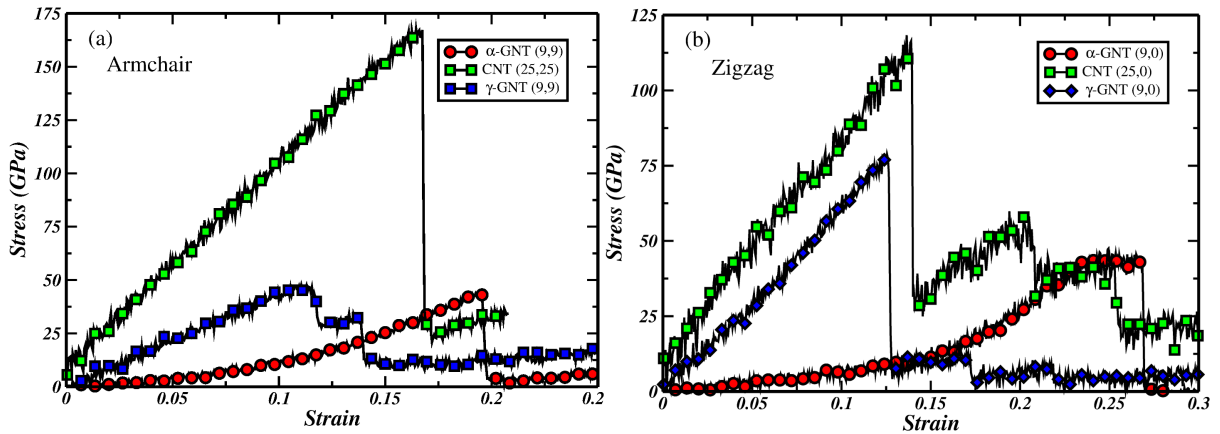 (a)
Armchair
α-GNT (9,9)
CNT (25,25)
γ-GNT (9,9)
175
150
125
100
75
50
25
0
Stress (GPa)
0
0.05
0.1
0.15
0.2
Strain
(b)
Zigzag
α-GNT (9,0)
CNT (25,0)
γ-GNT (9,0)
125
100
75
50
25
0
Stress (GPa)
0
0.05
0.1
0.15
0.2
0.25
0.3
Strain